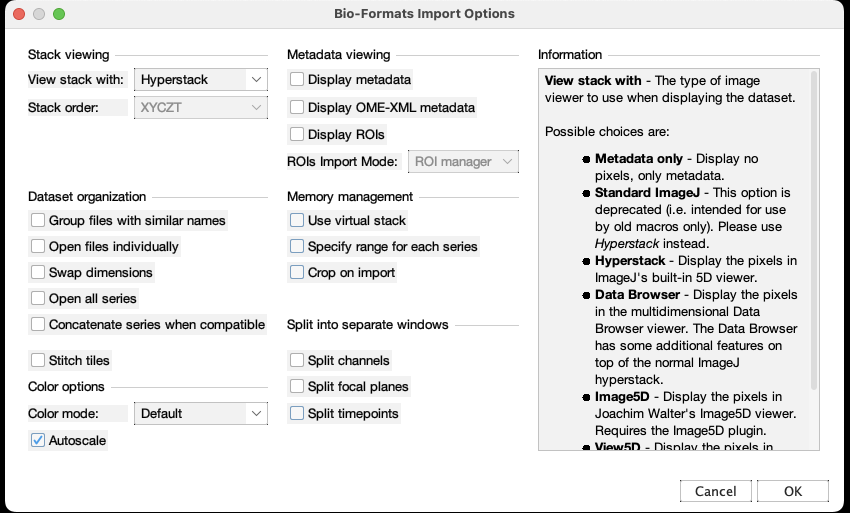 Bio-Formats Import Options
Stack viewing
View stack with: Hyperstack
Stack order: XYCZT
Metadata viewing
Display metadata
Display OME-XML metadata
Display ROIs
ROIs Import Mode: ROI manager
Dataset organization
Group files with similar names
Open files individually
Swap dimensions
Open all series
Concatenate series when compatible
Stitch tiles
Memory management
Use virtual stack
Specify range for each series
Crop on import
Color options
Color mode: Default
Autoscale
Split into separate windows
Split channels
Split focal planes
Split timepoints
Information
View stack with - The type of image
viewer to use when displaying the dataset.
Possible choices are:
● Metadata only - Display no
pixels, only metadata.
● Standard ImageJ - This option is
deprecated (i.e. intended for use
by old macros only). Please use
Hyperstack instead.
● Hyperstack - Display the pixels in
ImageJ's built-in 5D viewer.
● Data Browser - Display the pixels
in the multidimensional Data
Browser viewer. The Data Browser
has some additional features on
top of the normal ImageJ
hyperstack.
● Image5D - Display the pixels in
Joachim Walter's Image5D viewer.
Requires the Image5D plugin.
● View5D - Display the pixels in
Cancel
OK